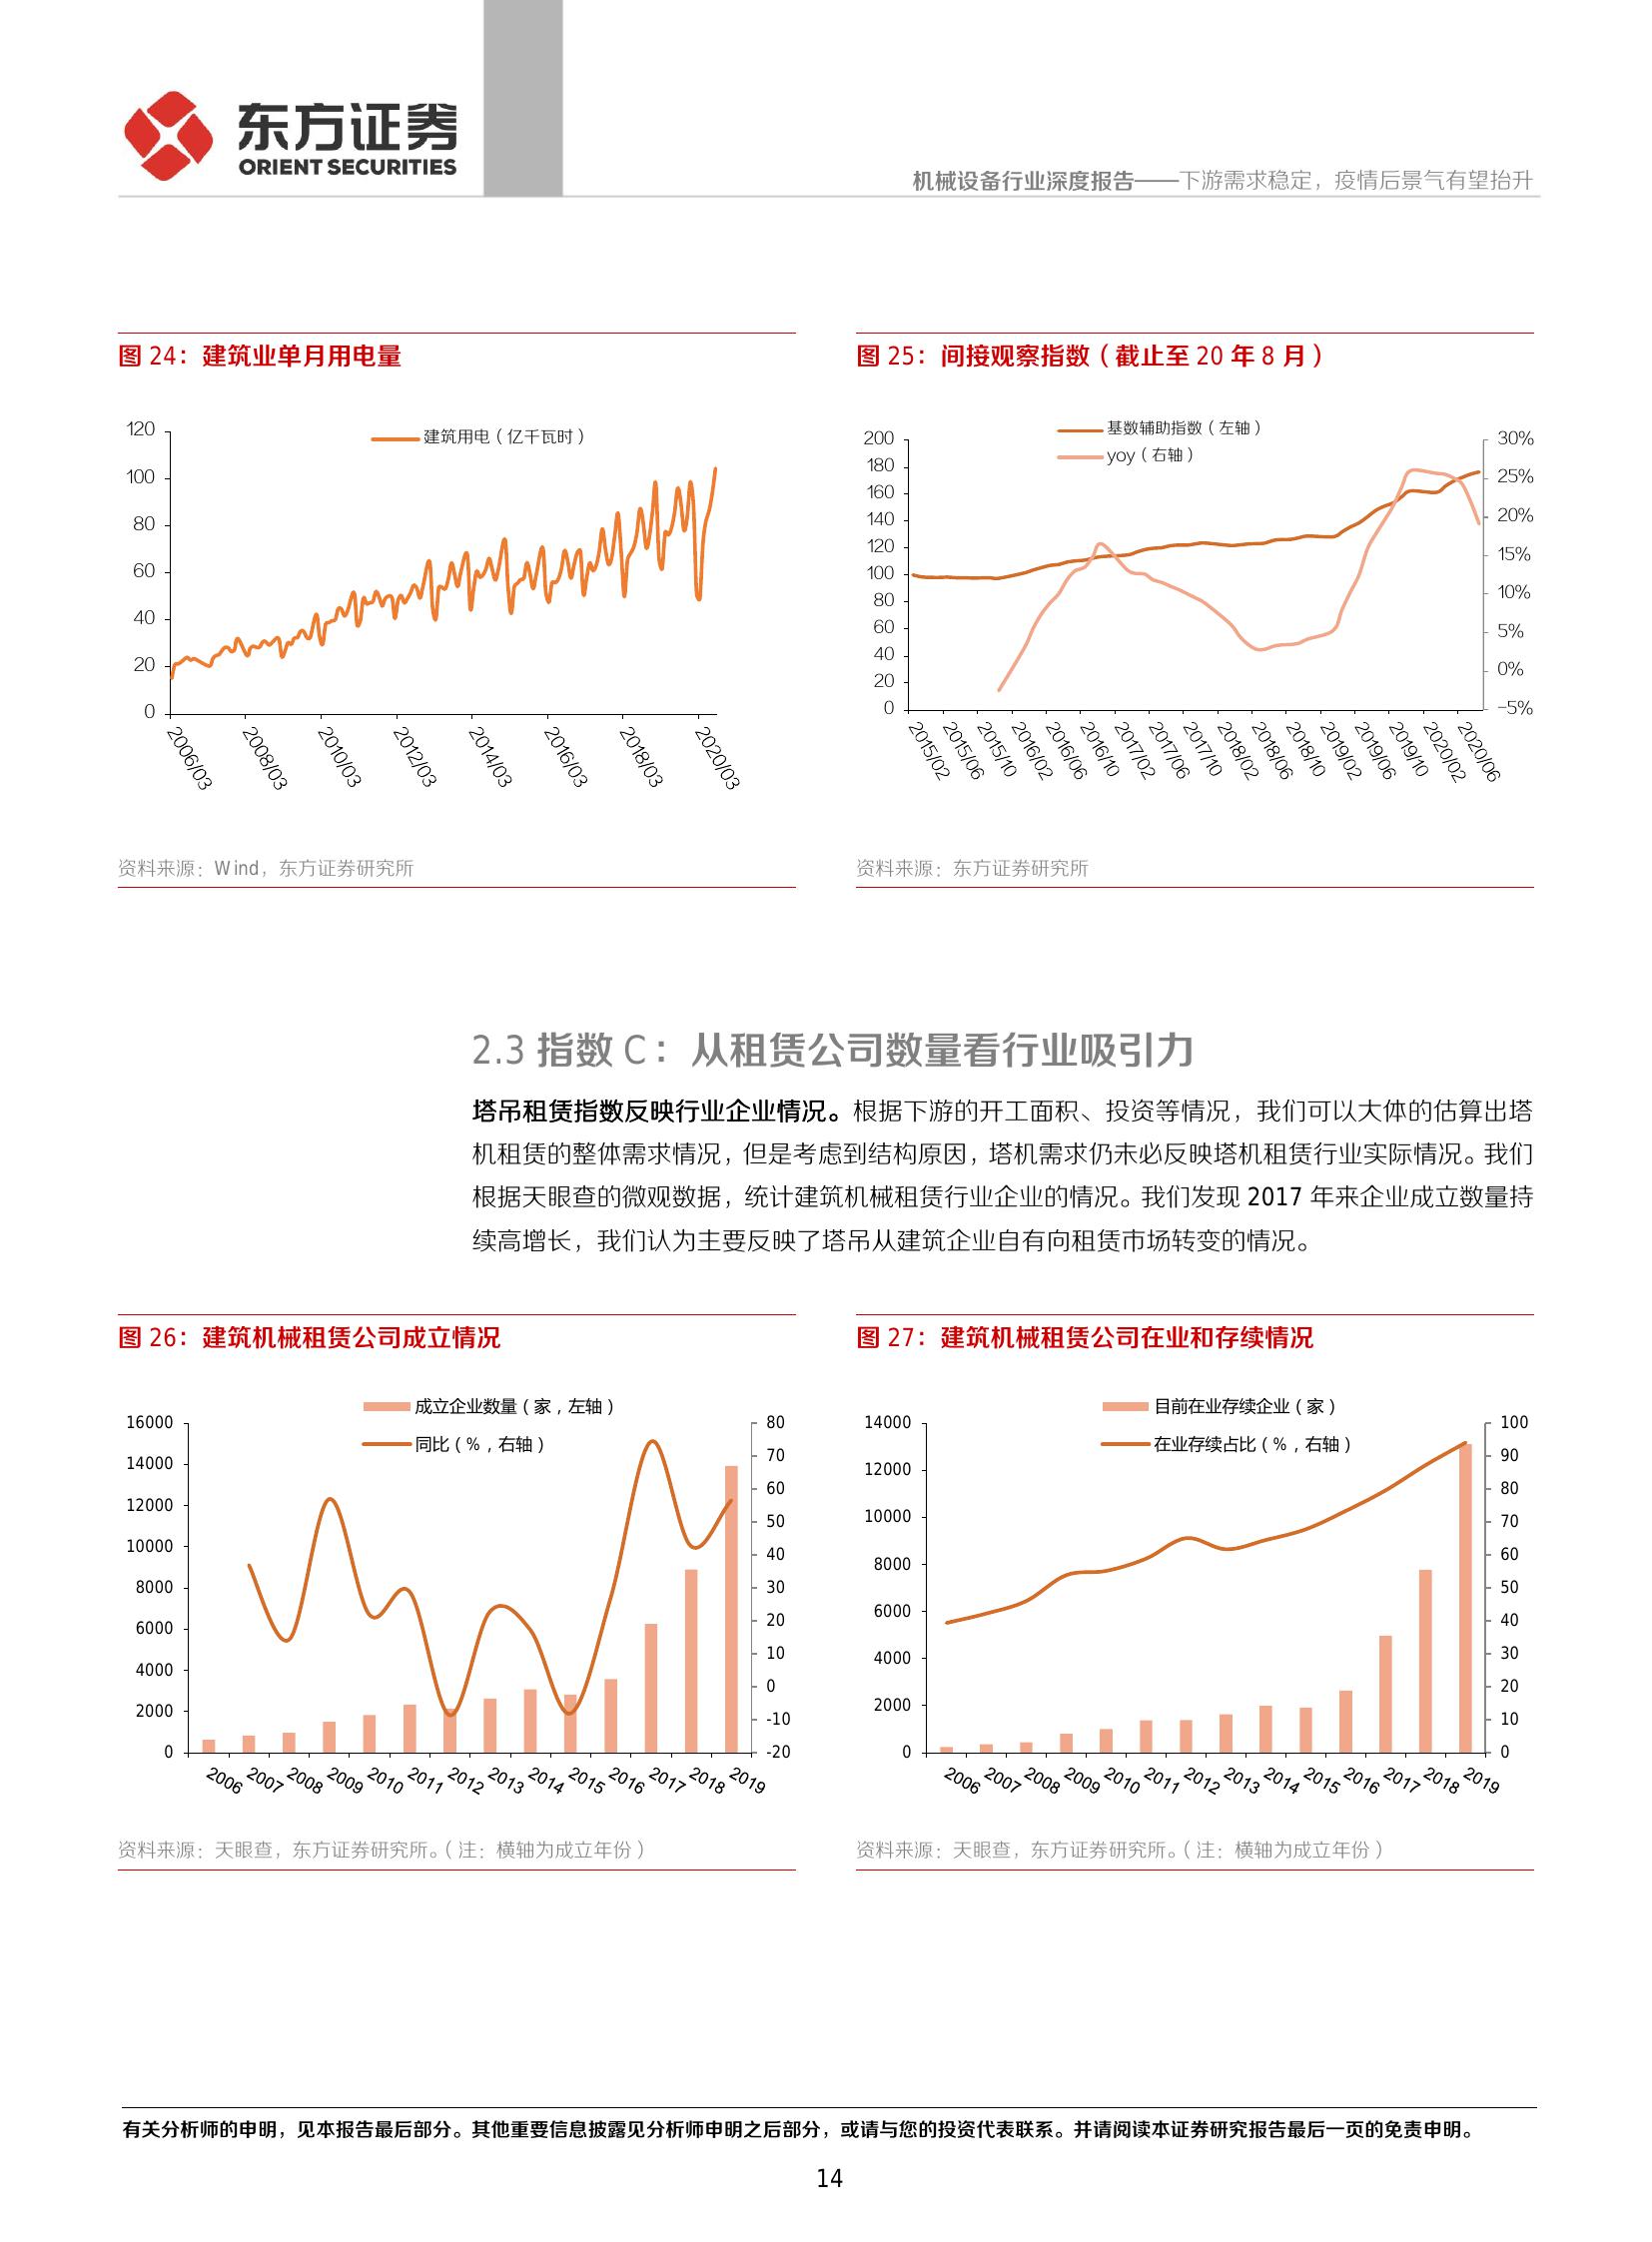 东方证券
ORIENT SECURITIES
机械设备行业深度报告——下游需求稳定，疫情后景气有望抬升
图 24：建筑业单月用电量
建筑用电（亿千瓦时）
120
100
80
60
40
20
0
2006/03 2008/03 2010/03 2012/03 2014/03 2016/03 2018/03 2020/03
资料来源：Wind，东方证券研究所
图 25：间接观察指数（截止至 20 年 8 月）
基数辅助指数（左轴）
yoy（右轴）
200
180
160
140
120
100
80
60
40
20
0
30%
25%
20%
15%
10%
5%
0%
-5%
2015/02 2015/06 2015/10 2016/02 2016/06 2016/10 2017/02 2017/06 2017/10 2018/02 2018/06 2018/10 2019/02 2019/06 2019/10 2020/02 2020/06
资料来源：东方证券研究所
2.3 指数 C：从租赁公司数量看行业吸引力
塔吊租赁指数反映行业企业情况。根据下游的开工面积、投资等情况，我们可以大体的估算出塔
机租赁的整体需求情况，但是考虑到结构原因，塔机需求仍未必反映塔机租赁行业实际情况。我们
根据天眼查的微观数据，统计建筑机械租赁行业企业的情况。我们发现 2017 年来企业成立数量持
续高增长，我们认为主要反映了塔吊从建筑企业自有向租赁市场转变的情况。
图 26：建筑机械租赁公司成立情况
成立企业数量（家，左轴）
同比（%，右轴）
16000
14000
12000
10000
8000
6000
4000
2000
0
80
70
60
50
40
30
20
10
0
-10
-20
2006 2007 2008 2009 2010 2011 2012 2013 2014 2015 2016 2017 2018 2019
资料来源：天眼查，东方证券研究所。（注：横轴为成立年份）
图 27：建筑机械租赁公司在业和存续情况
目前在业存续企业（家）
在业存续占比（%，右轴）
14000
12000
10000
8000
6000
4000
2000
0
100
90
80
70
60
50
40
30
20
10
0
2006 2007 2008 2009 2010 2011 2012 2013 2014 2015 2016 2017 2018 2019
资料来源：天眼查，东方证券研究所。（注：横轴为成立年份）
有关分析师的申明，见本报告最后部分。其他重要信息披露见分析师申明之后部分，或请与您的投资代表联系。并请阅读本证券研究报告最后一页的免责申明。
14